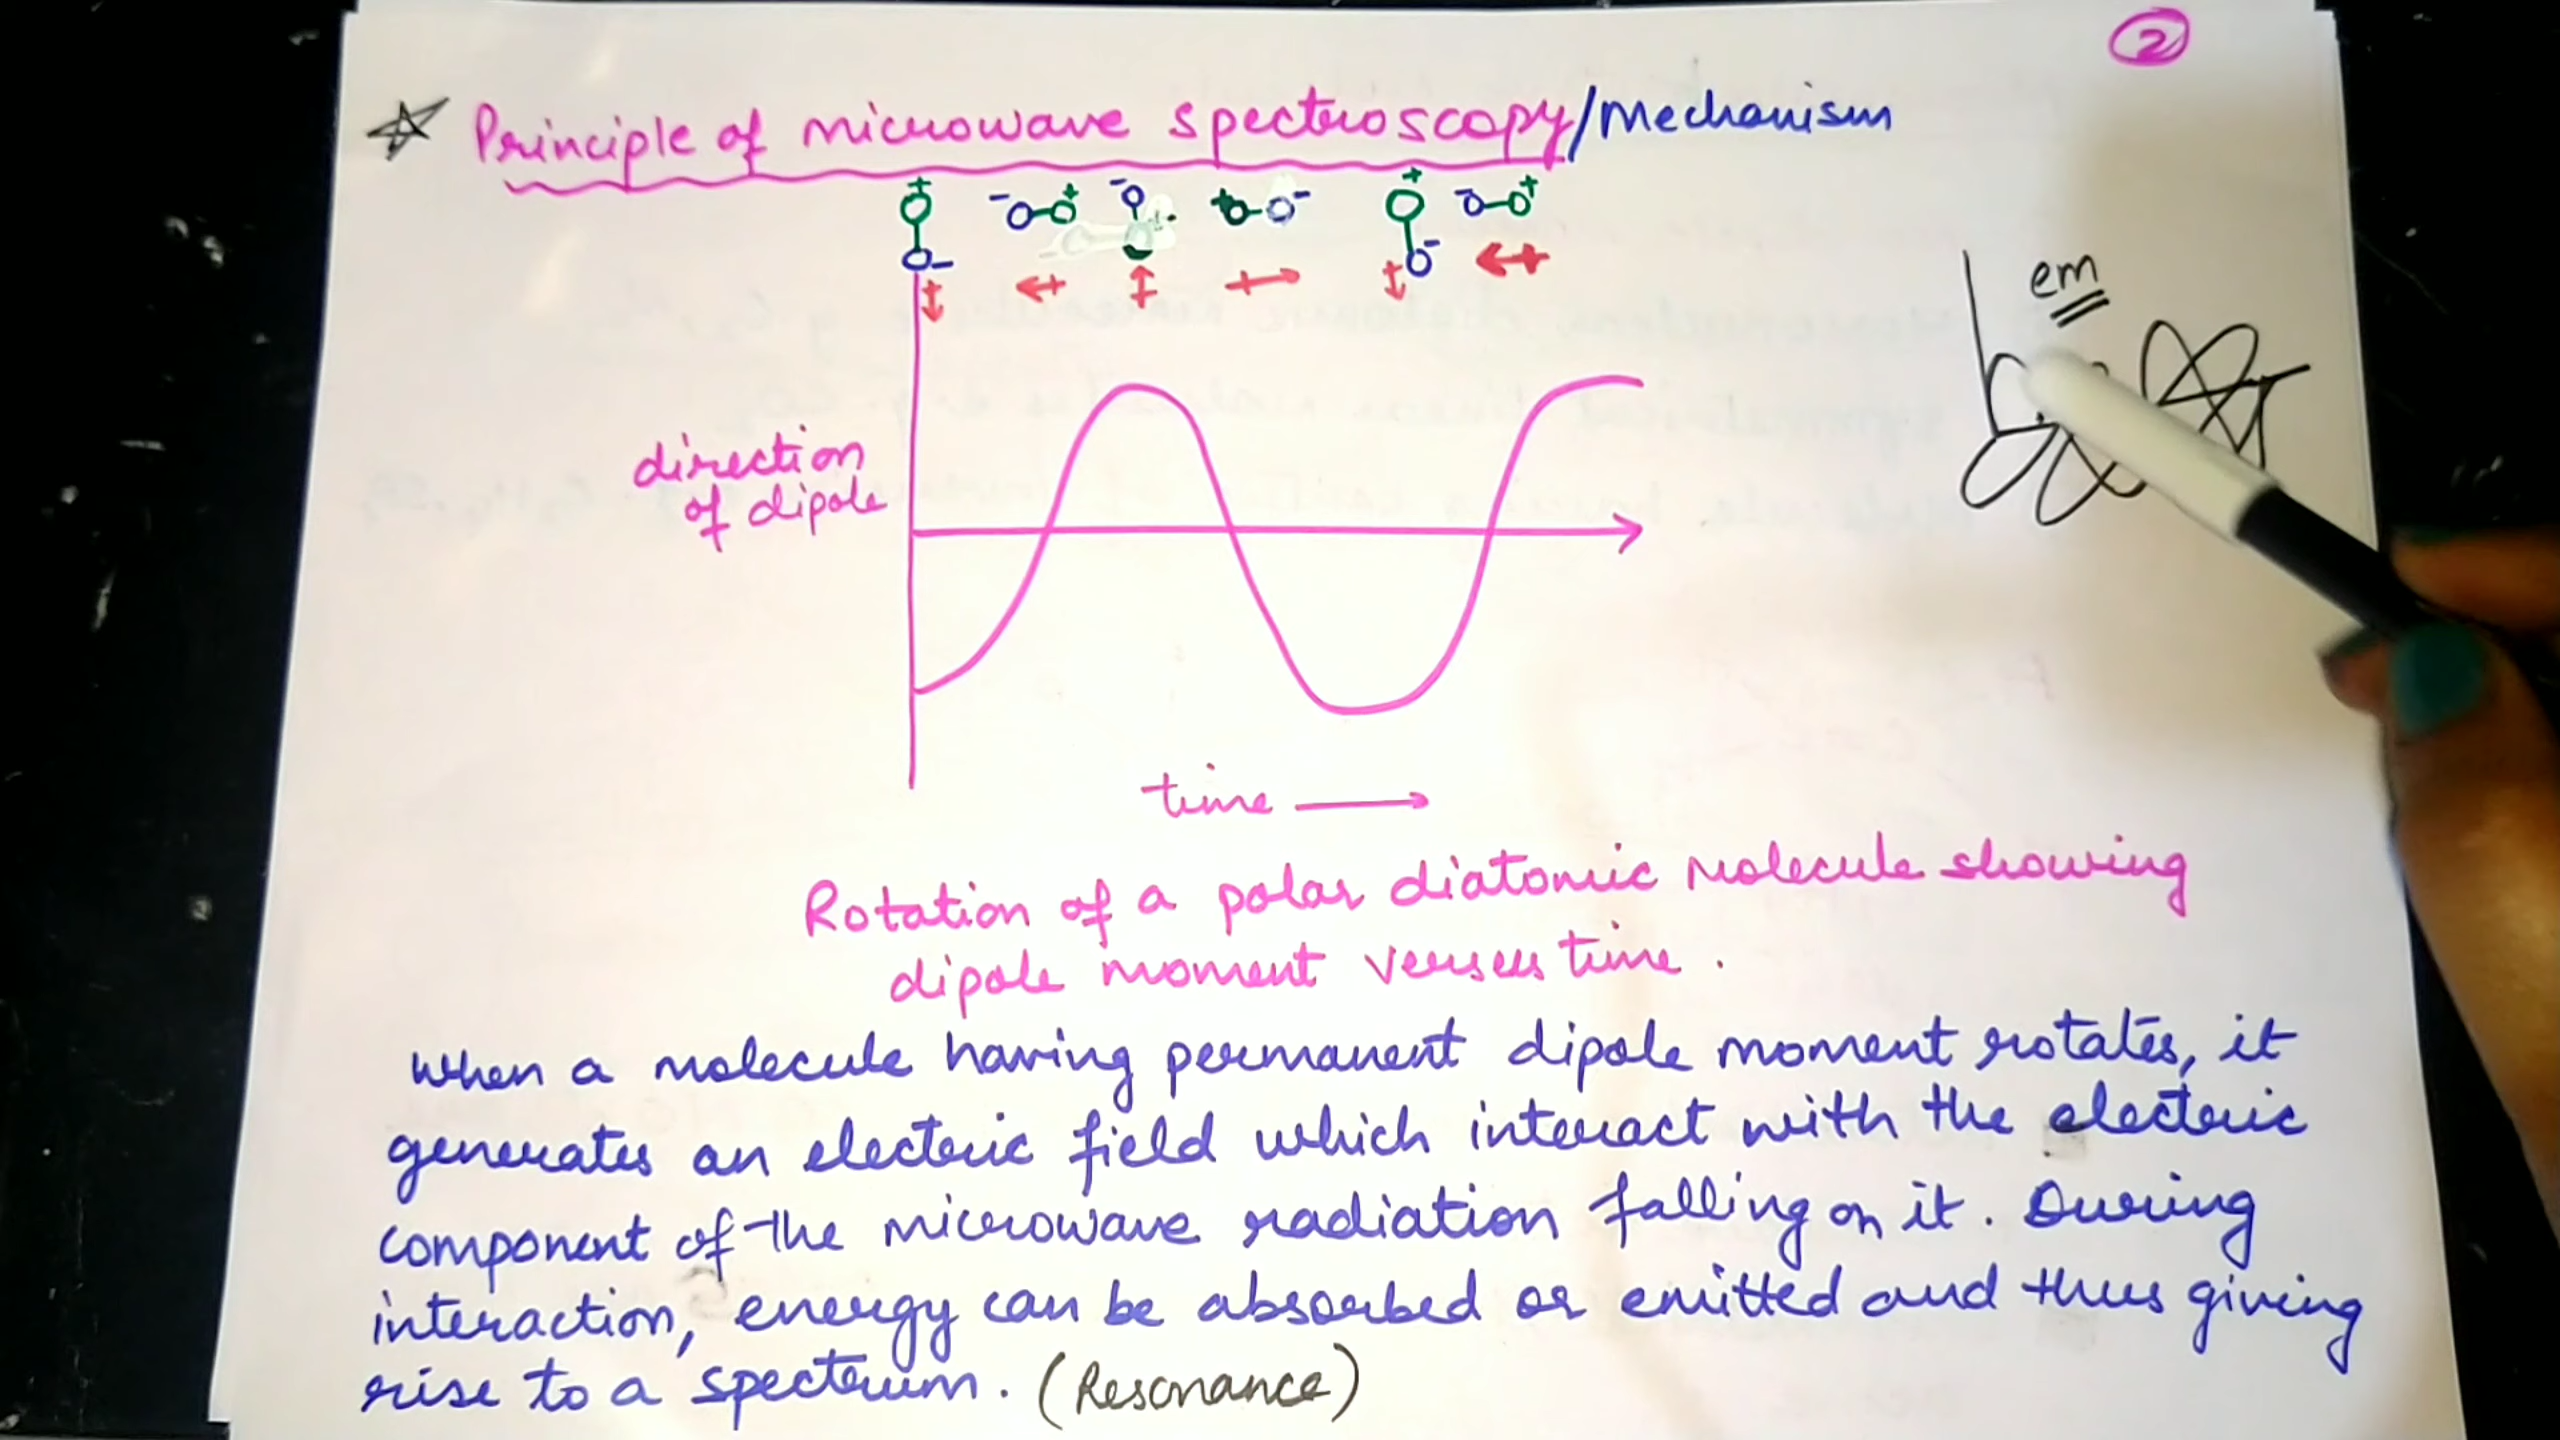 2
Principle of microwave spectroscopy/Mechanism
em
direction
of dipole
time
Rotation of a polar diatomic molecule showing
dipole moment versus time.
When a molecule having permanent dipole moment rotates, it
generates an electric field which interact with the electric
component of the microwave radiation falling on it. During
interaction, energy can be absorbed or emitted and thus giving
rise to a spectrum. (Resonance)